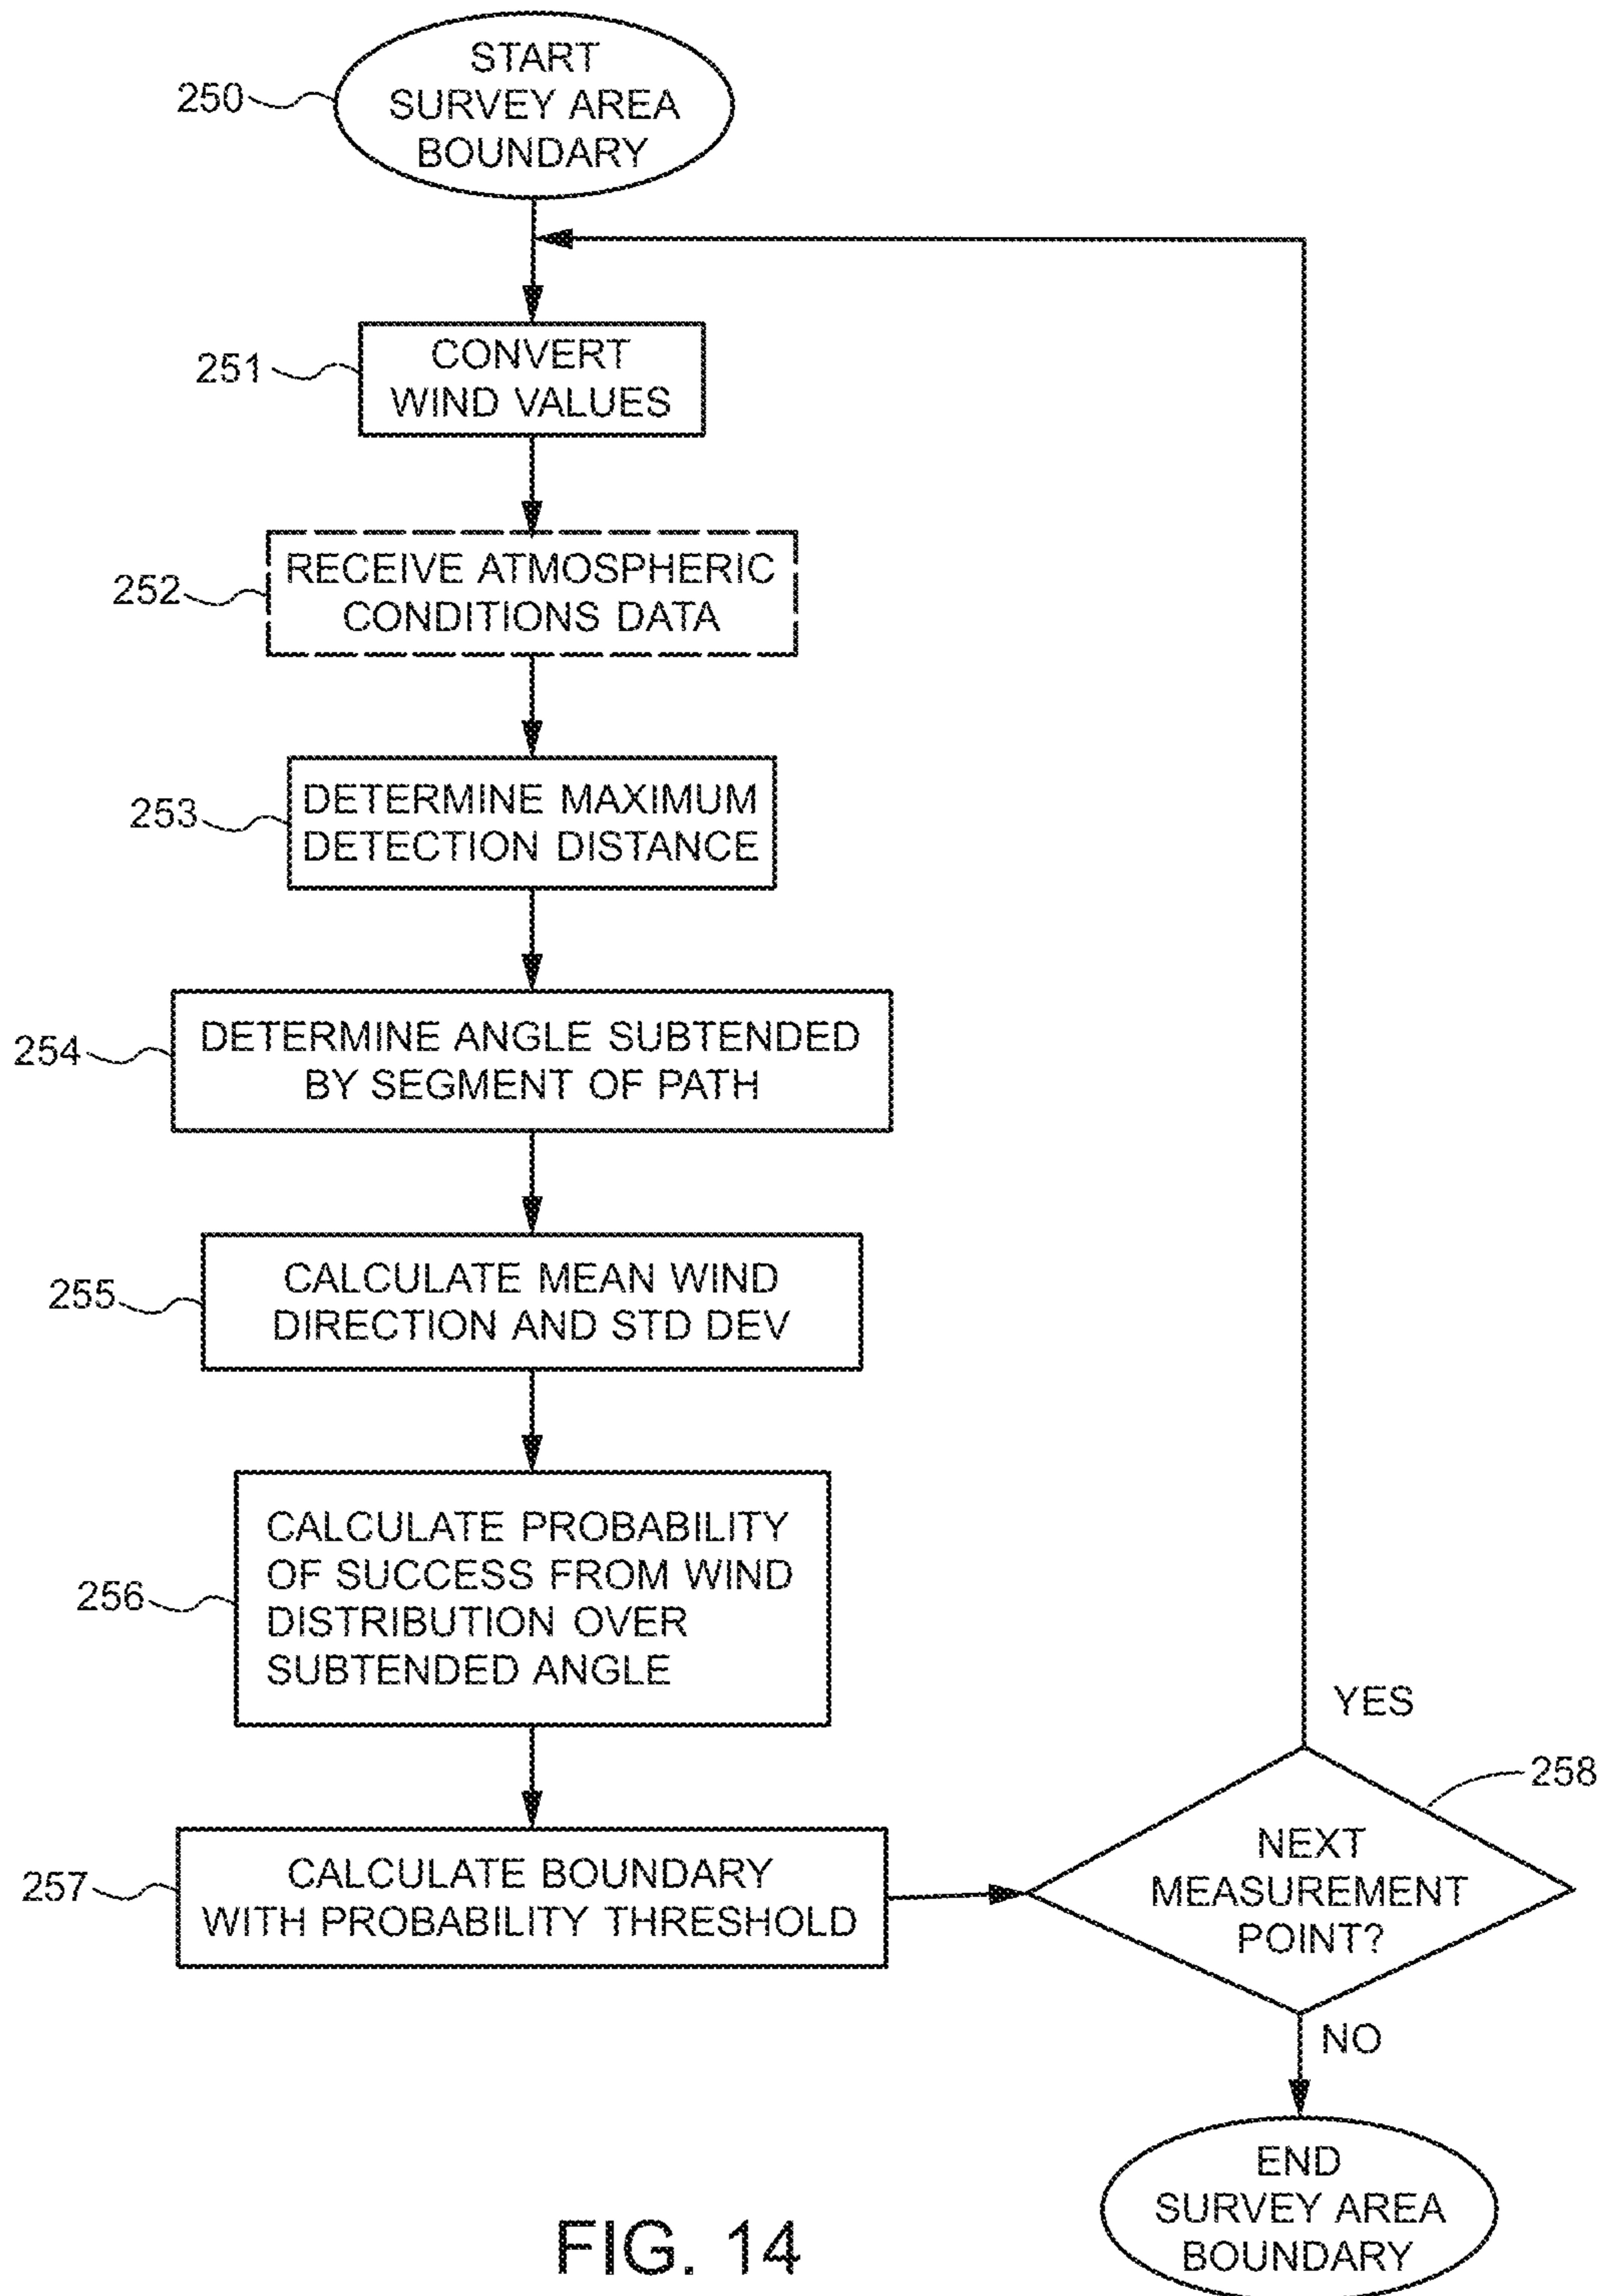 START
SURVEY AREA
BOUNDARY
250
CONVERT
WIND VALUES
251
RECEIVE ATMOSPHERIC
CONDITIONS DATA
252
DETERMINE MAXIMUM
DETECTION DISTANCE
253
DETERMINE ANGLE SUBTENDED
BY SEGMENT OF PATH
254
CALCULATE MEAN WIND
DIRECTION AND STD DEV
255
CALCULATE PROBABILITY
OF SUCCESS FROM WIND
DISTRIBUTION OVER
SUBTENDED ANGLE
256
CALCULATE BOUNDARY
WITH PROBABILITY THRESHOLD
257
YES
258
NEXT
MEASUREMENT
POINT?
NO
END
SURVEY AREA
BOUNDARY
FIG. 14